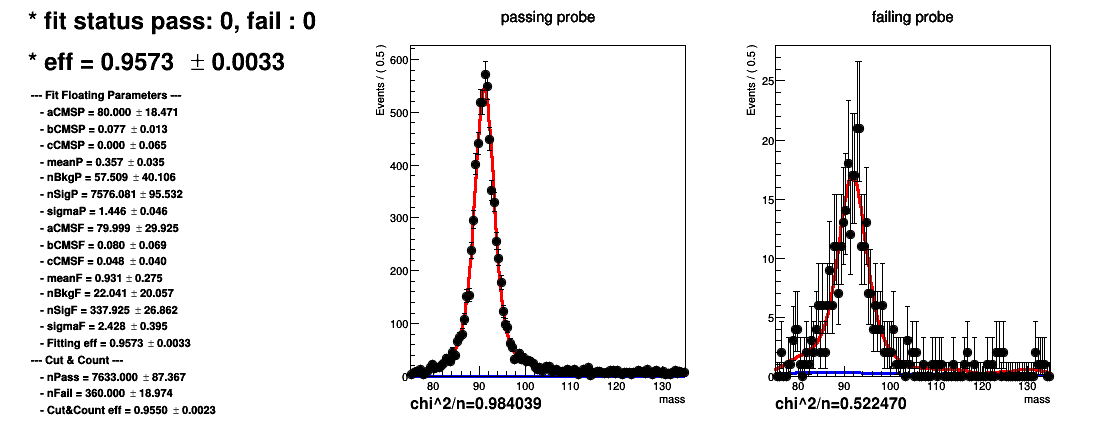 * fit status pass: 0, fail : 0
* eff = 0.9573 ± 0.0033
--- Fit Floating Parameters ---
- aCMSP = 80.000 ± 18.471
- bCMSP = 0.077 ± 0.013
- cCMSP = 0.000 ± 0.065
- meanP = 0.357 ± 0.035
- nBkgP = 57.509 ± 40.106
- nSigP = 7576.081 ± 95.532
- sigmaP = 1.446 ± 0.046
- aCMSF = 79.999 ± 29.925
- bCMSF = 0.080 ± 0.069
- cCMSF = 0.048 ± 0.040
- meanF = 0.931 ± 0.275
- nBkgF = 22.041 ± 20.057
- nSigF = 337.925 ± 26.862
- sigmaF = 2.428 ± 0.395
- Fitting eff = 0.9573 ± 0.0033
--- Cut & Count ---
- nPass = 7633.000 ± 87.367
- nFail = 360.000 ± 18.974
- Cut&Count eff = 0.9550 ± 0.0023
passing probe
Events / ( 0.5 )
600
500
400
300
200
100
0
80 90 100 110 120 130
mass
chi^2/n=0.984039
failing probe
Events / ( 0.5 )
25
20
15
10
5
0
80 90 100 110 120 130
mass
chi^2/n=0.522470